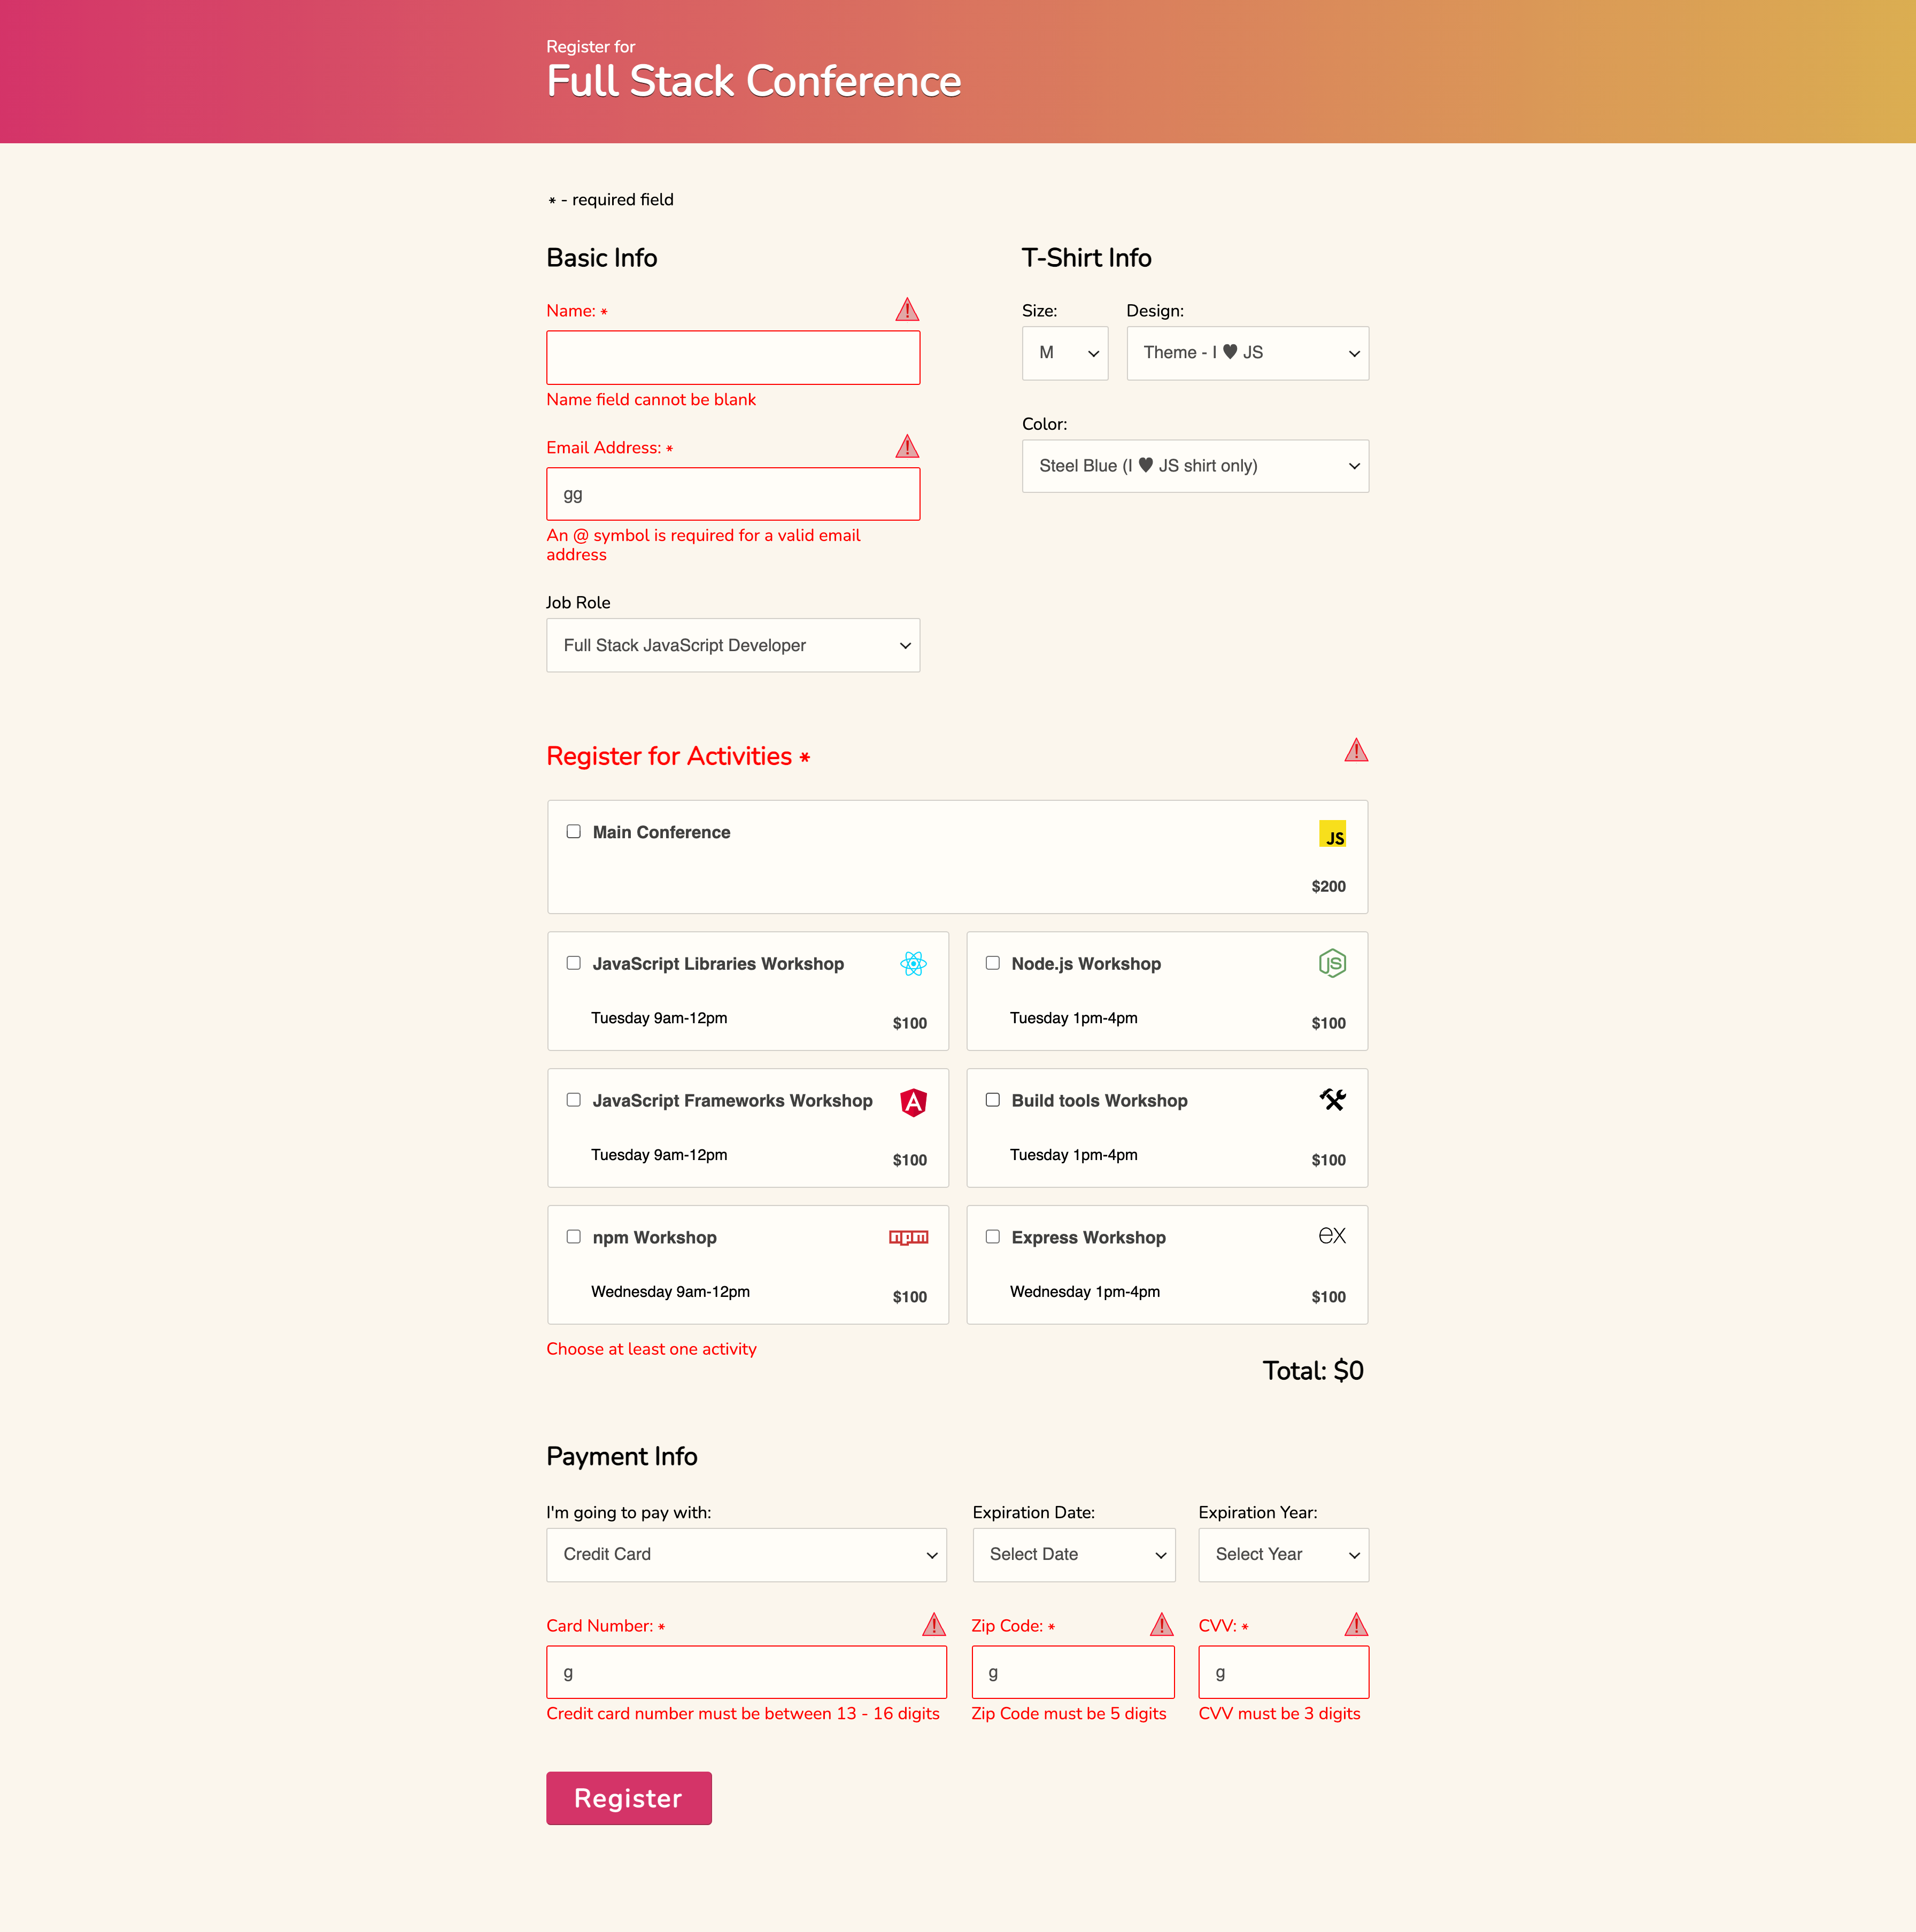 Register for
Full Stack Conference
* - required field
Basic Info
Name: *
Name field cannot be blank
Email Address: *
gg
An @ symbol is required for a valid email
address
Job Role
Full Stack JavaScript Developer
T-Shirt Info
Size:
Design:
M
Theme - I ♥ JS
Color:
Steel Blue (I ♥ JS shirt only)
Register for Activities *
Main Conference
JS
$200
JavaScript Libraries Workshop
Tuesday 9am-12pm
$100
Node.js Workshop
JS
Tuesday 1pm-4pm
$100
JavaScript Frameworks Workshop
A
Tuesday 9am-12pm
$100
Build tools Workshop
Tuesday 1pm-4pm
$100
npm Workshop
npm
Wednesday 9am-12pm
$100
Express Workshop
ex
Wednesday 1pm-4pm
$100
Choose at least one activity
Total: $0
Payment Info
I'm going to pay with:
Credit Card
Expiration Date:
Select Date
Expiration Year:
Select Year
Card Number: *
g
Credit card number must be between 13 - 16 digits
Zip Code: *
g
Zip Code must be 5 digits
CVV: *
g
CVV must be 3 digits
Register